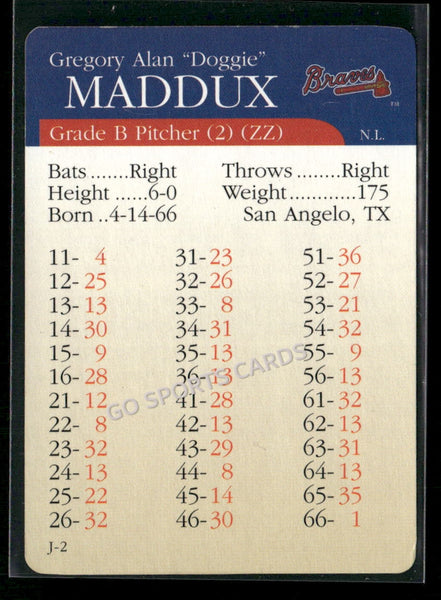 Gregory Alan “Doggie”
MADDUX
Braves
TM
Grade B Pitcher (2) (ZZ) N.L.
Bats ......Right Throws .......Right
Height ......6-0 Weight............175
Born ..4-14-66 San Angelo, TX
11- 4 31-23 51-36
12-25 32-26 52-27
13-13 33- 8 53-21
14-30 34-31 54-32
15- 9 35-13 55- 9
16-28 36-13 56-13
21-12 41-28 61-32
22- 8 42-13 62-13
23-32 43-29 63-31
24-13 44- 8 64-13
25-22 45-14 65-35
26-32 46-30 66- 1
J-2
GO SPORTS CARDS